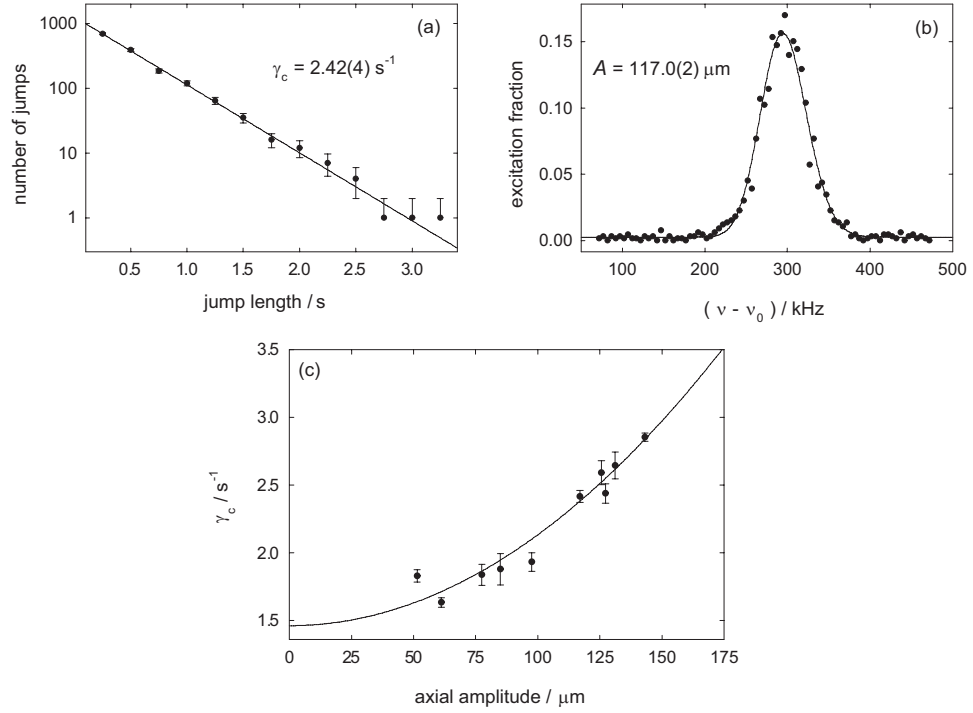 (a)
γc = 2.42(4) s⁻¹
number of jumps
1000
100
10
1
0.5 1.0 1.5 2.0 2.5 3.0
jump length / s
(b)
A = 117.0(2) μm
excitation fraction
0.15
0.10
0.05
0.00
100 200 300 400 500
( ν - ν₀ ) / kHz
(c)
γc / s⁻¹
3.5
3.0
2.5
2.0
1.5
0 25 50 75 100 125 150 175
axial amplitude / μm